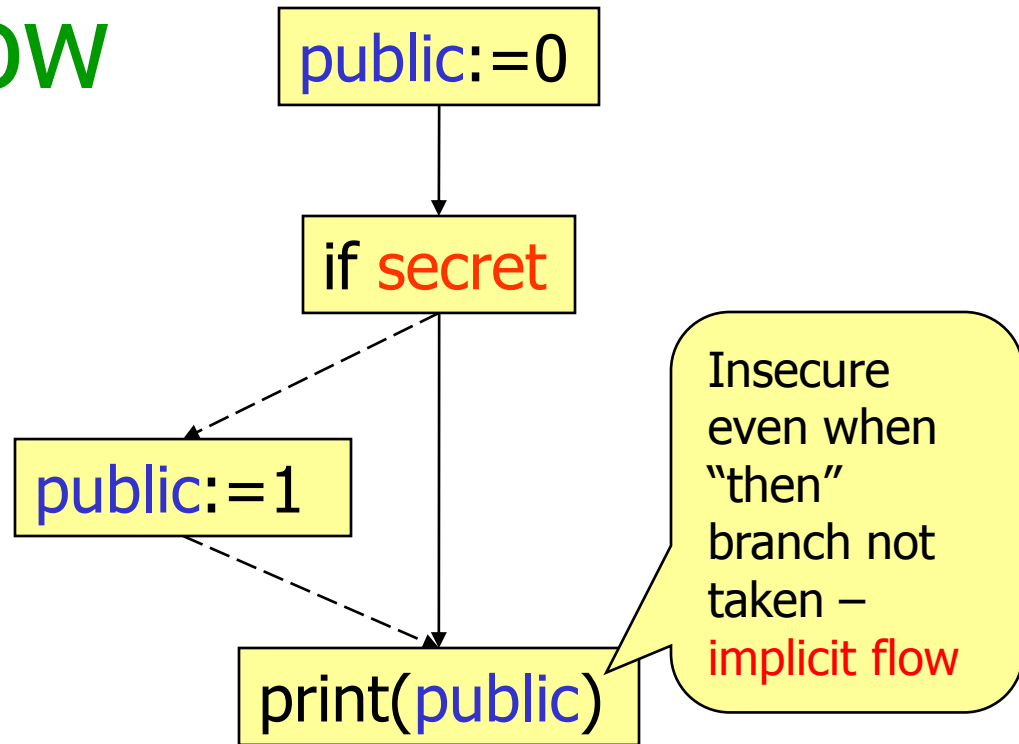 ow
public:=0
if secret
public:=1
Insecure
even when
“then”
branch not
taken –
implicit flow
print(public)